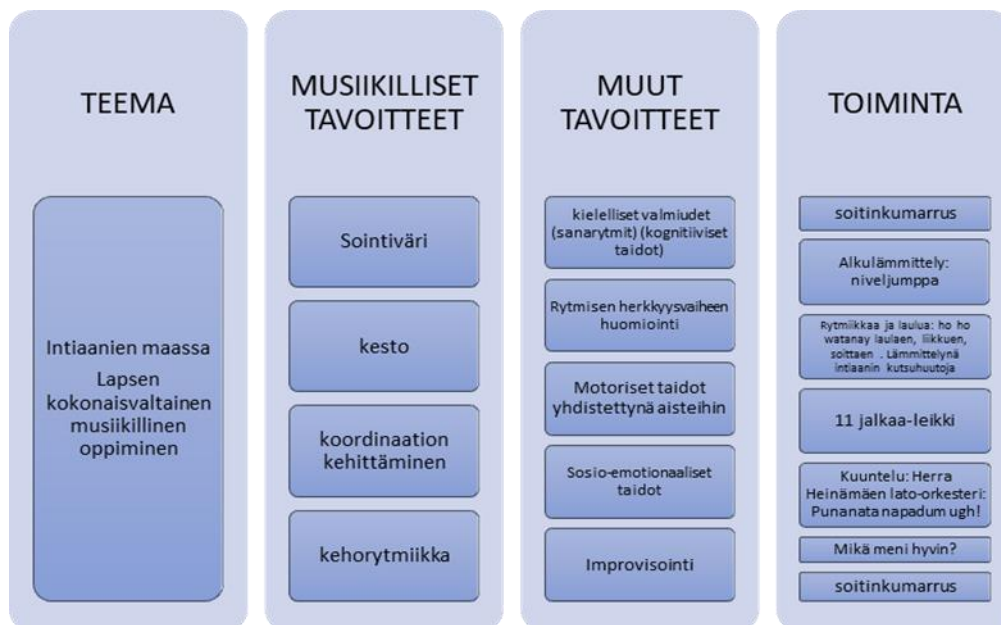 TEEMA
Intiaanien maassa
Lapsen
kokonaisvaltainen
musiikillinen
oppiminen
MUSIIKILLISET
TAVOITTEET
Sointiväri
kesto
koordinaation
kehittäminen
kehorytmiikka
MUUT
TAVOITTEET
kielelliset valmiudet
(sanarytmit) (kognitiiviset
taidot)
Rytmisen herkkyysvaiheen
huomiointi
Motoriset taidot
yhdistettynä aisteihin
Sosio-emotionaaliset
taidot
Improvisointi
TOIMINTA
soitinkumarrus
Alkulämmittely:
niveljumppa
Rytmiikkaa ja laulua: ho ho
watanay laulaen, liikkuen,
soittaen . Lämmittelynä
intiaanin kutsuhuutoja
11 jalkaa-leikki
Kuuntelu: Herra
Heinämäen lato-orkesteri:
Punanata napadum ugh!
Mikä meni hyvin?
soitinkumarrus